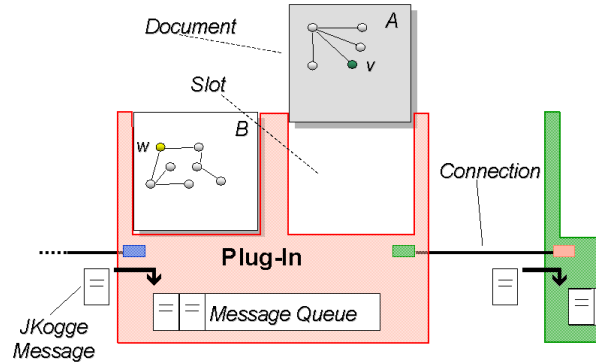 Document
A
v
Slot
B
w
Connection
Plug-In
Message Queue
JKogge
Message